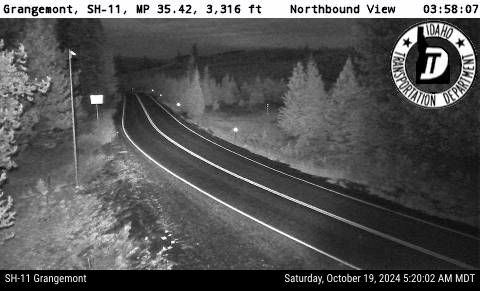 Grangemont, SH-11, MP 35.42, 3,316 ft Northbound View 03:58:07
IDAHO
TRANSPORTATION DEPARTMENT
SH-11 Grangemont Saturday, October 19, 2024 5:20:02 AM MDT